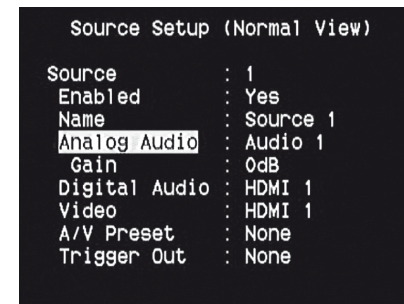 Source Setup (Normal View)
Source : 1
Enabled : Yes
Name : Source 1
Analog Audio : Audio 1
Gain : 0dB
Digital Audio : HDMI 1
Video : HDMI 1
A/V Preset : None
Trigger Out : None